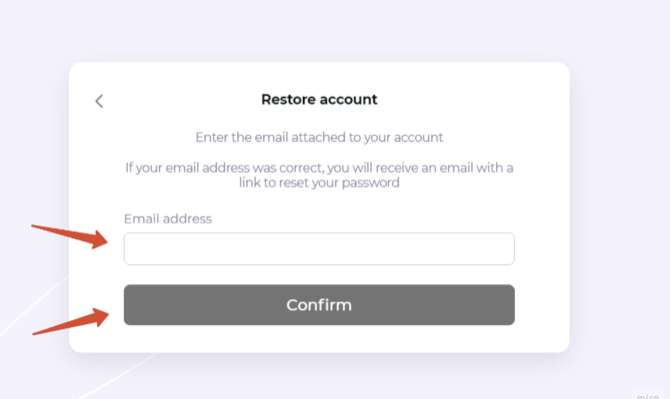 Restore account
Enter the email attached to your account
If your email address was correct, you will receive an email with a
link to reset your password
Email address
Confirm
miro